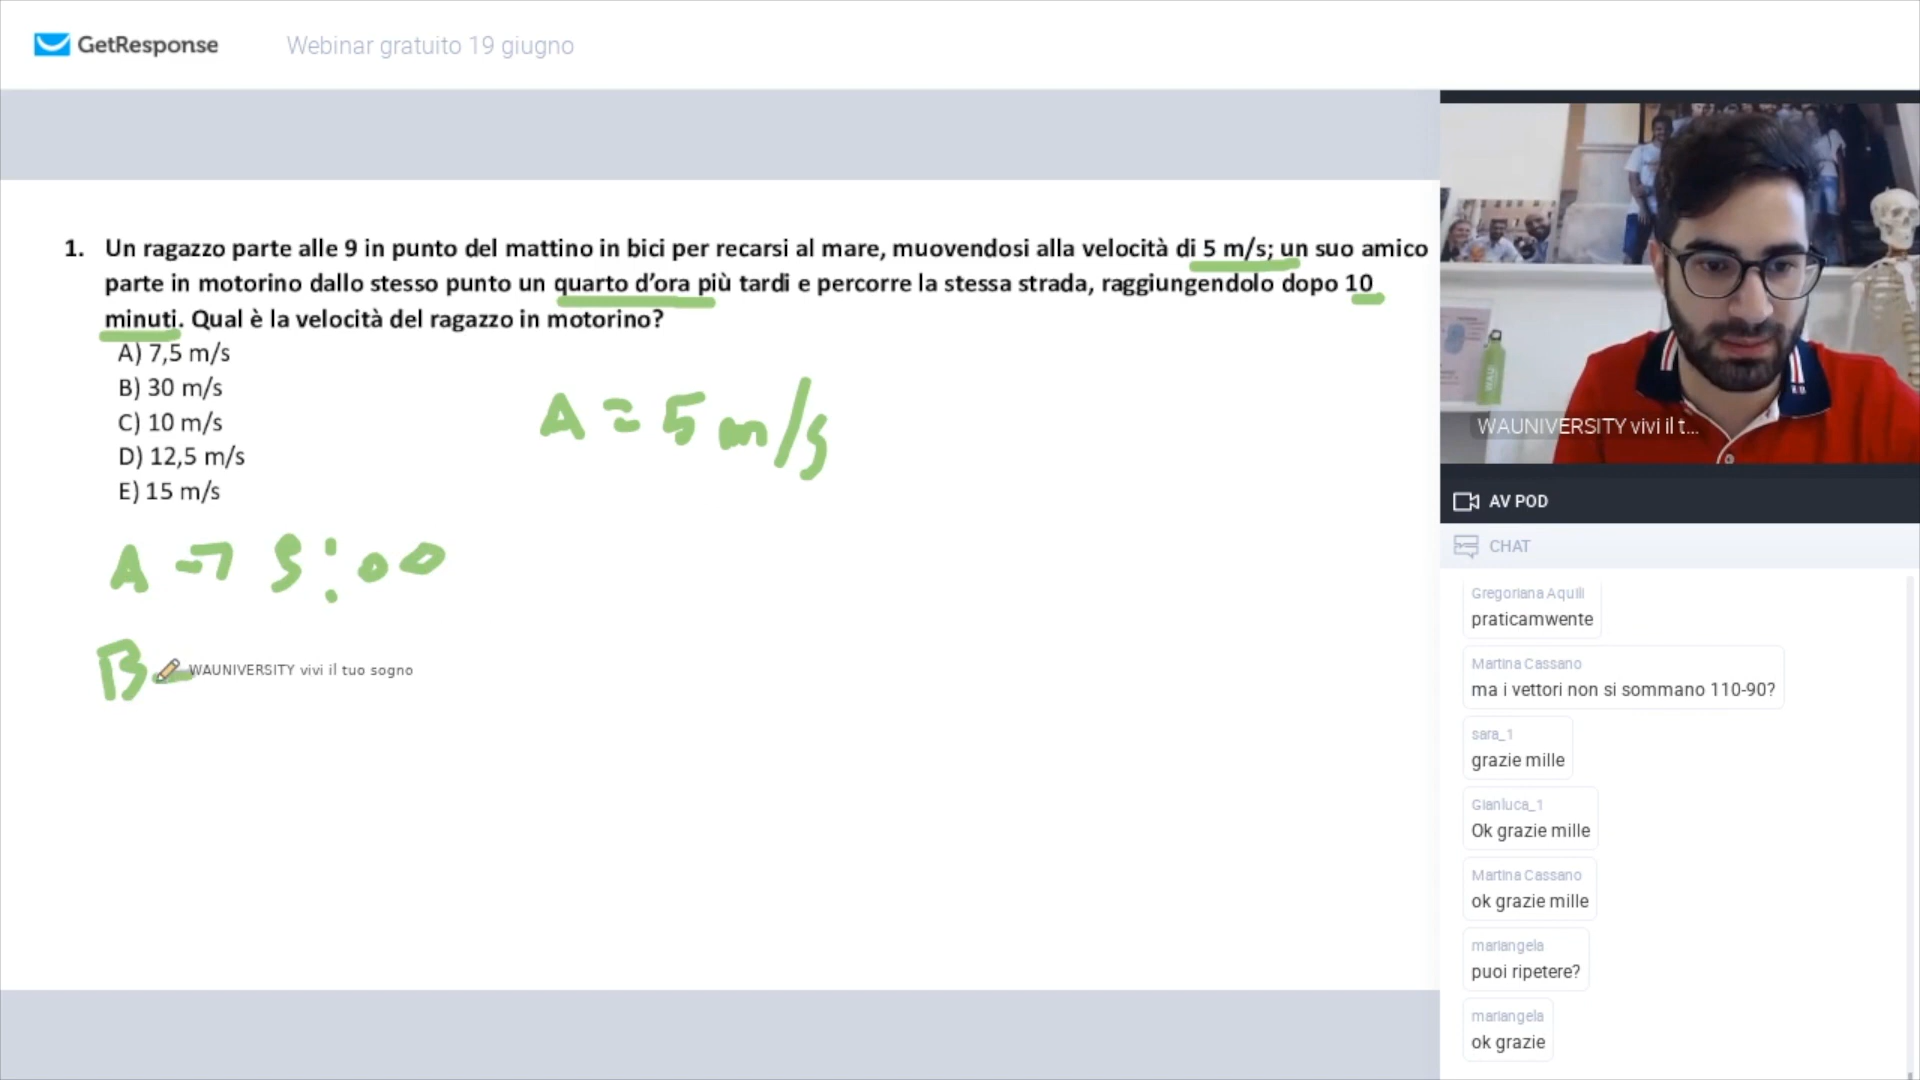 GetResponse
Webinar gratuito 19 giugno
1. Un ragazzo parte alle 9 in punto del mattino in bici per recarsi al mare, muovendosi alla velocità di 5 m/s; un suo amico
parte in motorino dallo stesso punto un quarto d'ora più tardi e percorre la stessa strada, raggiungendolo dopo 10
minuti. Qual è la velocità del ragazzo in motorino?
A) 7,5 m/s
B) 30 m/s
C) 10 m/s
D) 12,5 m/s
E) 15 m/s
A = 5 m/s
A → 9:00
B
WAUNIVERSITY vivi il tuo sogno
WAU
WAUNIVERSITY vivi il t...
AV POD
CHAT
Gregoriana Aquili
praticamwente
Martina Cassano
ma i vettori non si sommano 110-90?
sara_1
grazie mille
Gianluca_1
Ok grazie mille
Martina Cassano
ok grazie mille
mariangela
puoi ripetere?
mariangela
ok grazie